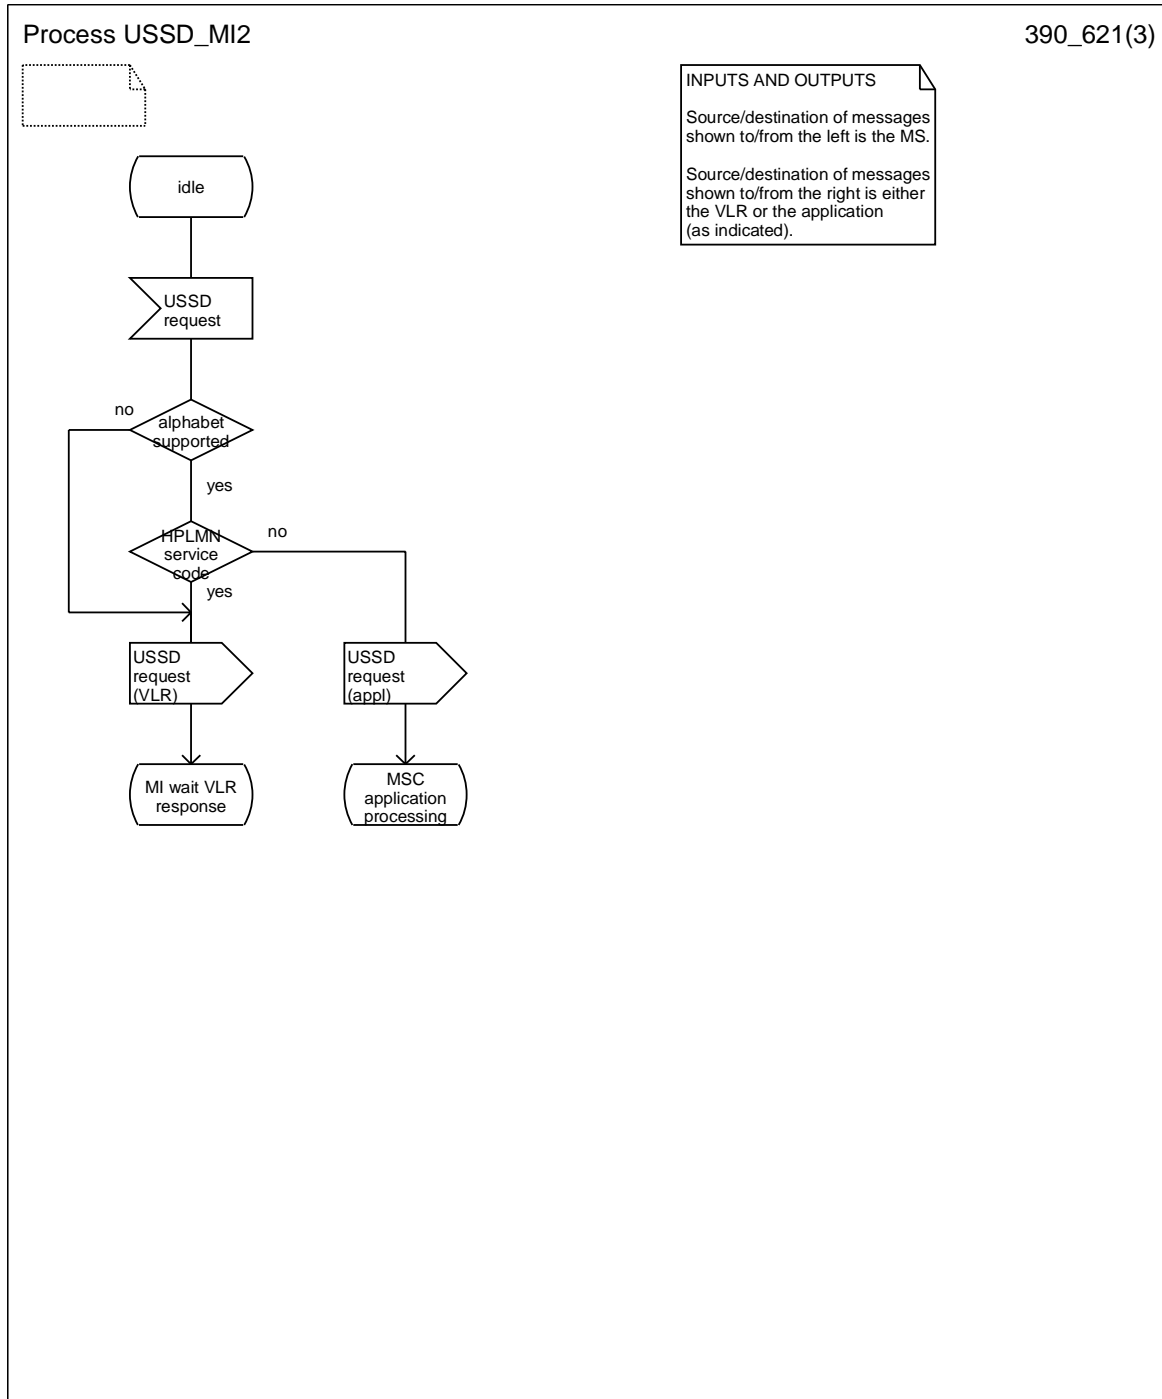 Process USSD_MI2
390_621(3)
INPUTS AND OUTPUTS
Source/destination of messages
shown to/from the left is the MS.
Source/destination of messages
shown to/from the right is either
the VLR or the application
(as indicated).
idle
USSD
request
no
alphabet
supported
yes
HPLMN
service
code
no
yes
USSD
request
(VLR)
USSD
request
(appl)
MI wait VLR
response
MSC
application
processing